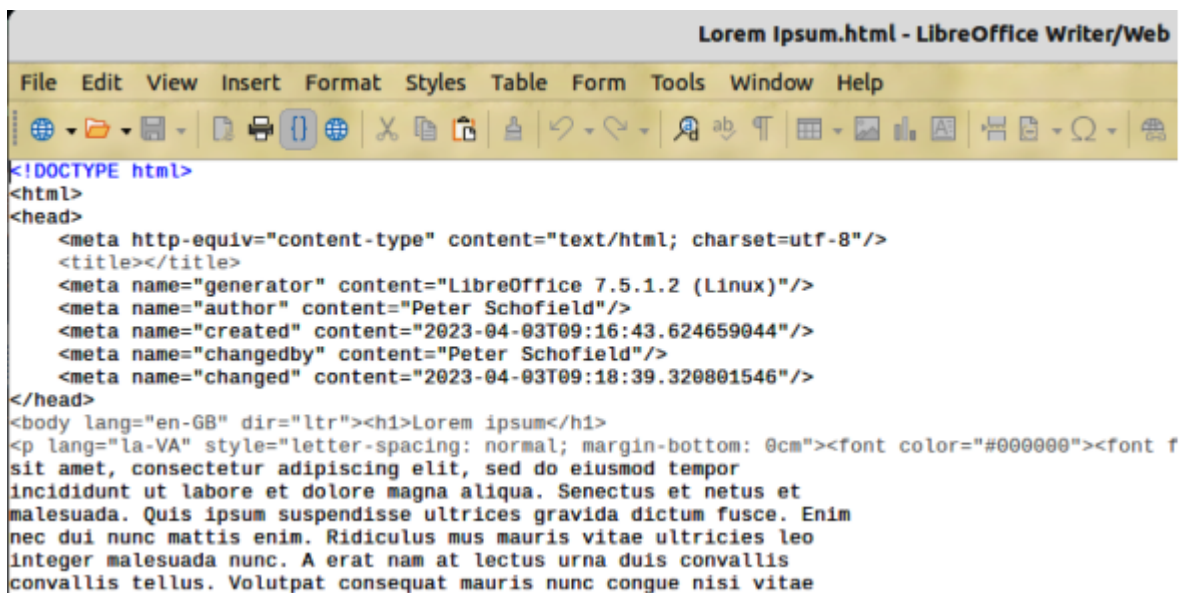 Lorem Ipsum.html - LibreOffice Writer/Web
File Edit View Insert Format Styles Table Form Tools Window Help
<!DOCTYPE html>
<html>
<head>
    <meta http-equiv="content-type" content="text/html; charset=utf-8"/>
    <title></title>
    <meta name="generator" content="LibreOffice 7.5.1.2 (Linux)"/>
    <meta name="author" content="Peter Schofield"/>
    <meta name="created" content="2023-04-03T09:16:43.624659044"/>
    <meta name="changedby" content="Peter Schofield"/>
    <meta name="changed" content="2023-04-03T09:18:39.320801546"/>
</head>
<body lang="en-GB" dir="ltr"><h1>Lorem ipsum</h1>
<p lang="la-VA" style="letter-spacing: normal; margin-bottom: 0cm"><font color="#000000"><font f
sit amet, consectetur adipiscing elit, sed do eiusmod tempor
incididunt ut labore et dolore magna aliqua. Senectus et netus et
malesuada. Quis ipsum suspendisse ultrices gravida dictum fusce. Enim
nec dui nunc mattis enim. Ridiculus mus mauris vitae ultricies leo
integer malesuada nunc. A erat nam at lectus urna duis convallis
convallis tellus. Volutpat consequat mauris nunc congue nisi vitae